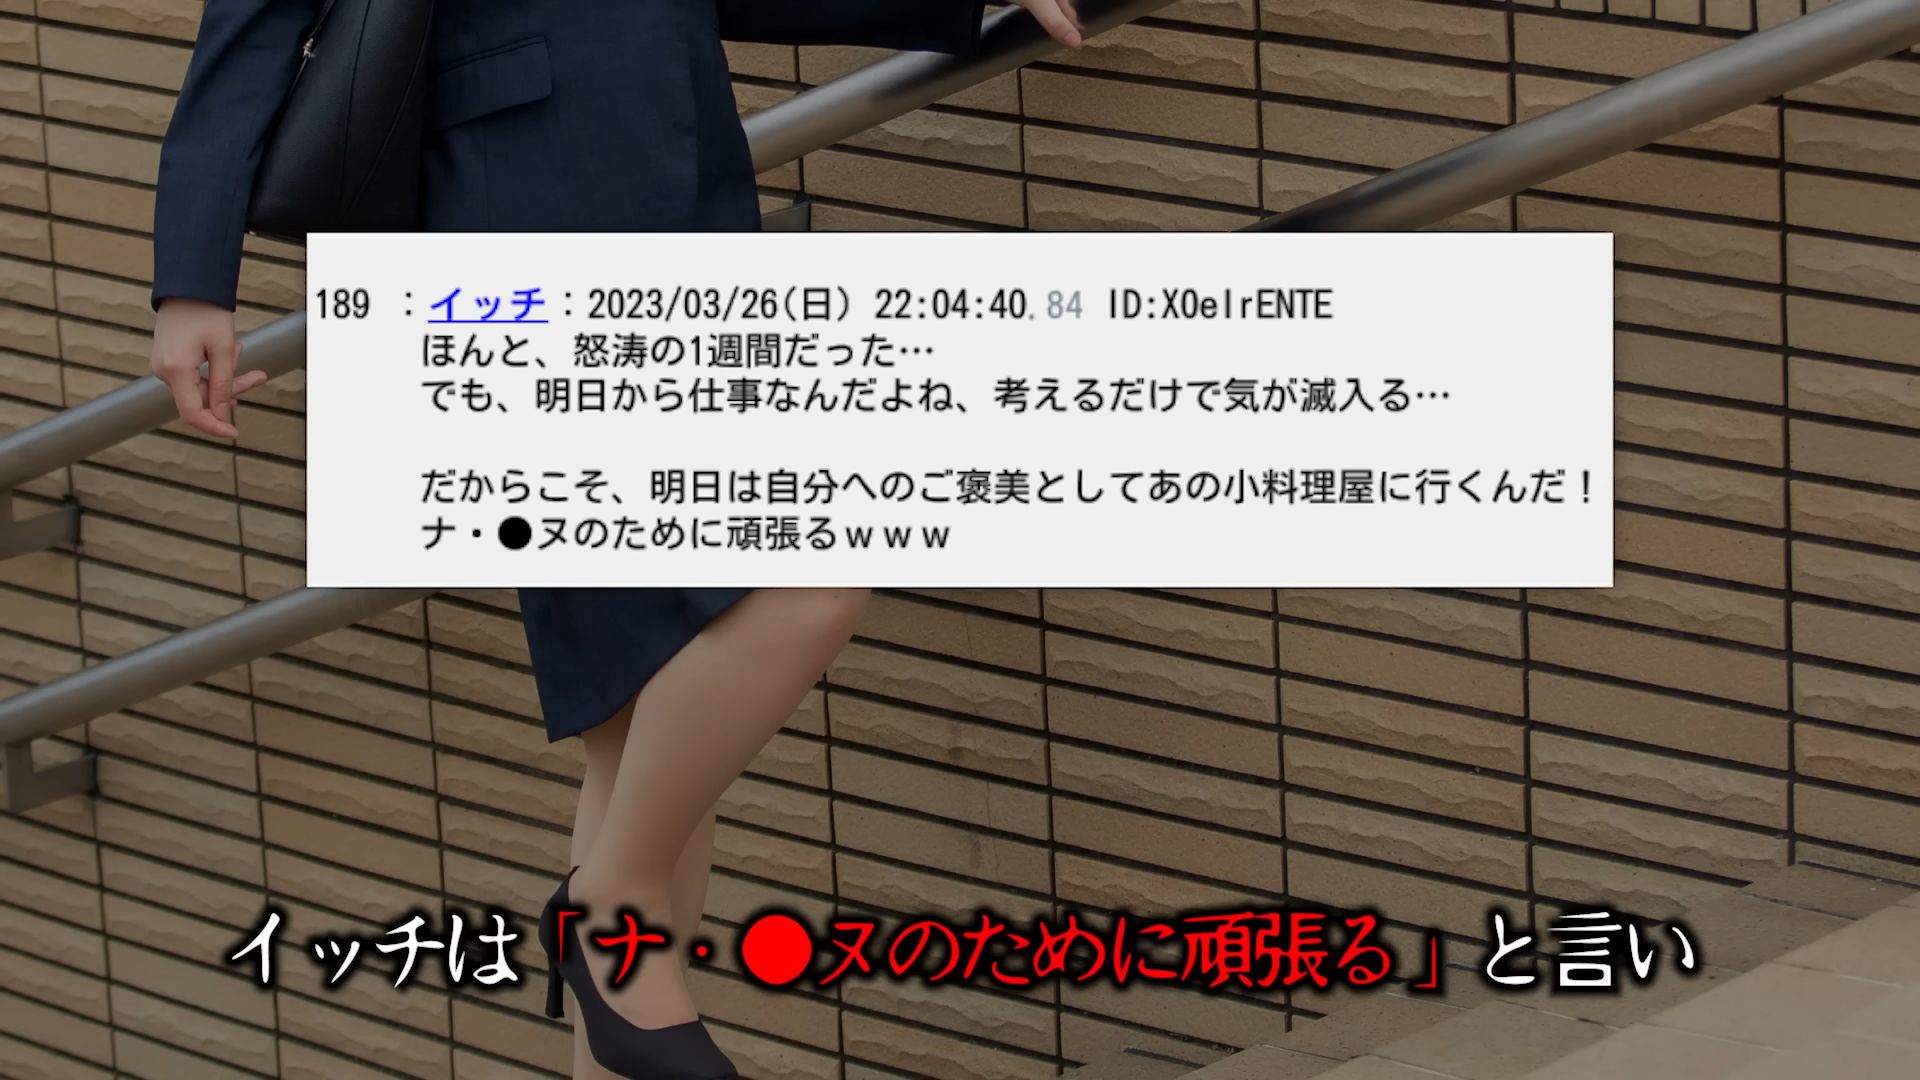 189 ：イッチ：2023/03/26(日) 22:04:40.84 ID:X0eIrENTE
ほんと、怒涛の1週間だった…
でも、明日から仕事なんだよね、考えるだけで気が滅入る…
だからこそ、明日は自分へのご褒美としてあの小料理屋に行くんだ！
ナ・●ヌのために頑張るｗｗｗ
イッチは「ナ・●ヌのために頑張る」と言い